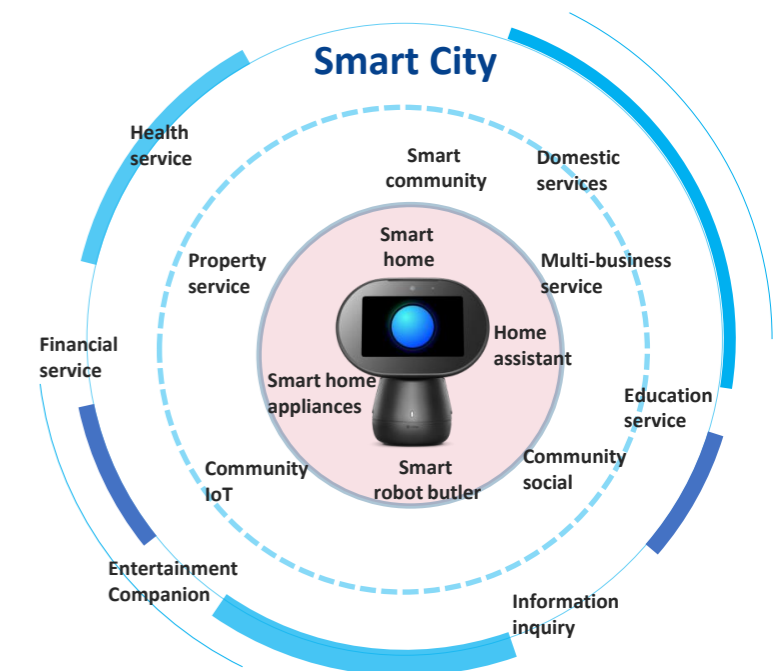 Smart City
Health
service
Smart
community
Domestic
services
Smart
home
Property
service
Multi-business
service
Home
assistant
Financial
service
Smart home
appliances
Education
service
Community
IoT
Smart
robot butler
Community
social
Entertainment
Companion
Information
inquiry